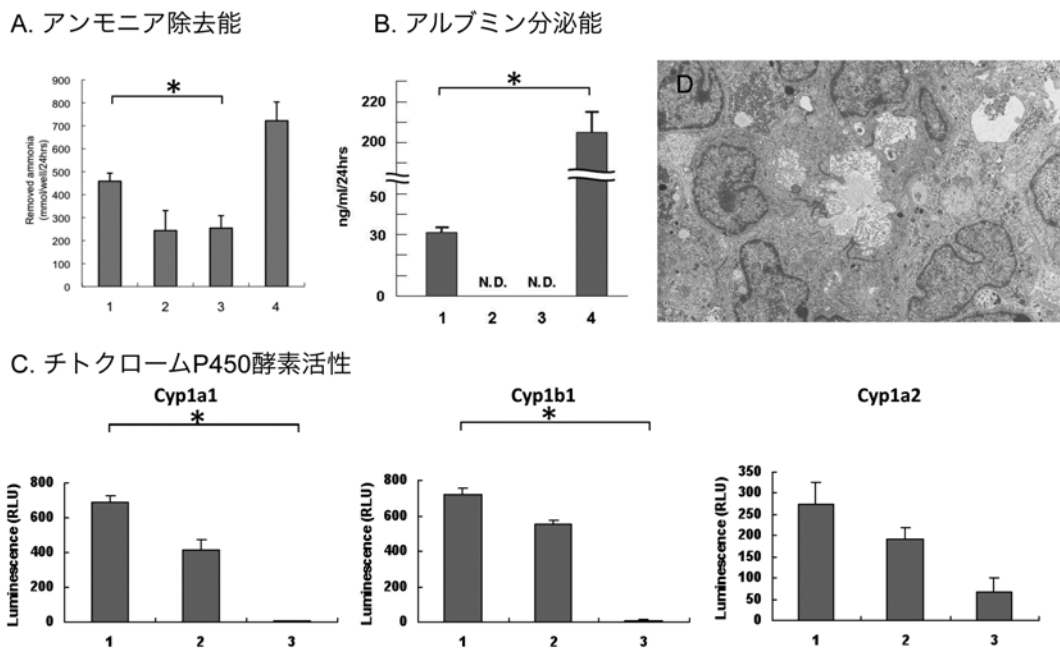 A. アンモニア除去能
B. アルブミン分泌能
D
Removed ammonia
(mmol/well/24hrs)
900
800
700
600
500
400
300
200
100
0
*
1 2 3 4
ng/ml/24hrs
220
200
50
30
0
*
N.D. N.D.
1 2 3 4
C. チトクロームP450酵素活性
Cyp1a1
*
Luminescence (RLU)
800
600
400
200
0
1 2 3
Cyp1b1
*
Luminescence (RLU)
800
600
400
200
0
1 2 3
Cyp1a2
Luminescence (RLU)
350
300
250
200
150
100
50
0
1 2 3